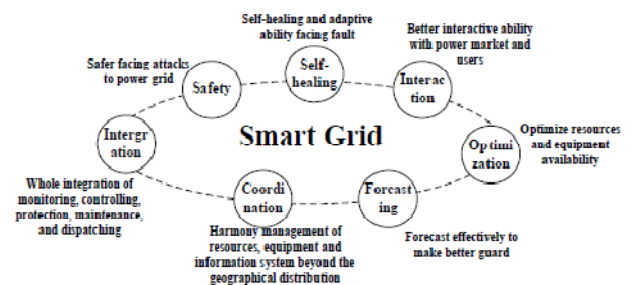 Self-healing and adaptive
ability facing fault
Better interactive ability
with power market and
users
Safer facing attacks
to power grid
Self-
healing
Safety
Interac
tion
Intergr
ation
Smart Grid
Optimi
zation
Optimize resources
and equipment
availability
Whole integration of
monitoring, controlling,
protection, maintenance,
and dispatching
Coordi
nation
Forcast
ing
Harmony management of
resources, equipment and
information system beyond the
geographical distribution
Forecast effectively to
make better guard